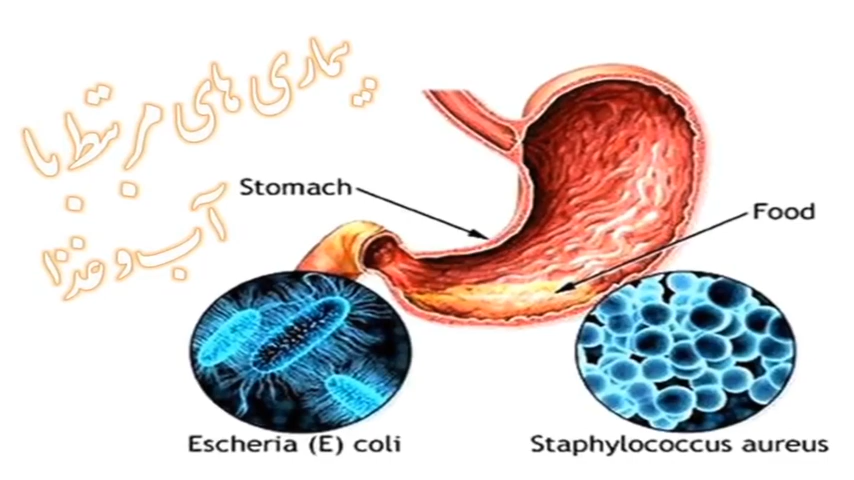 بیماری های مرتبط با
آب و غذا
Stomach
Food
Escheria (E) coli
Staphylococcus aureus